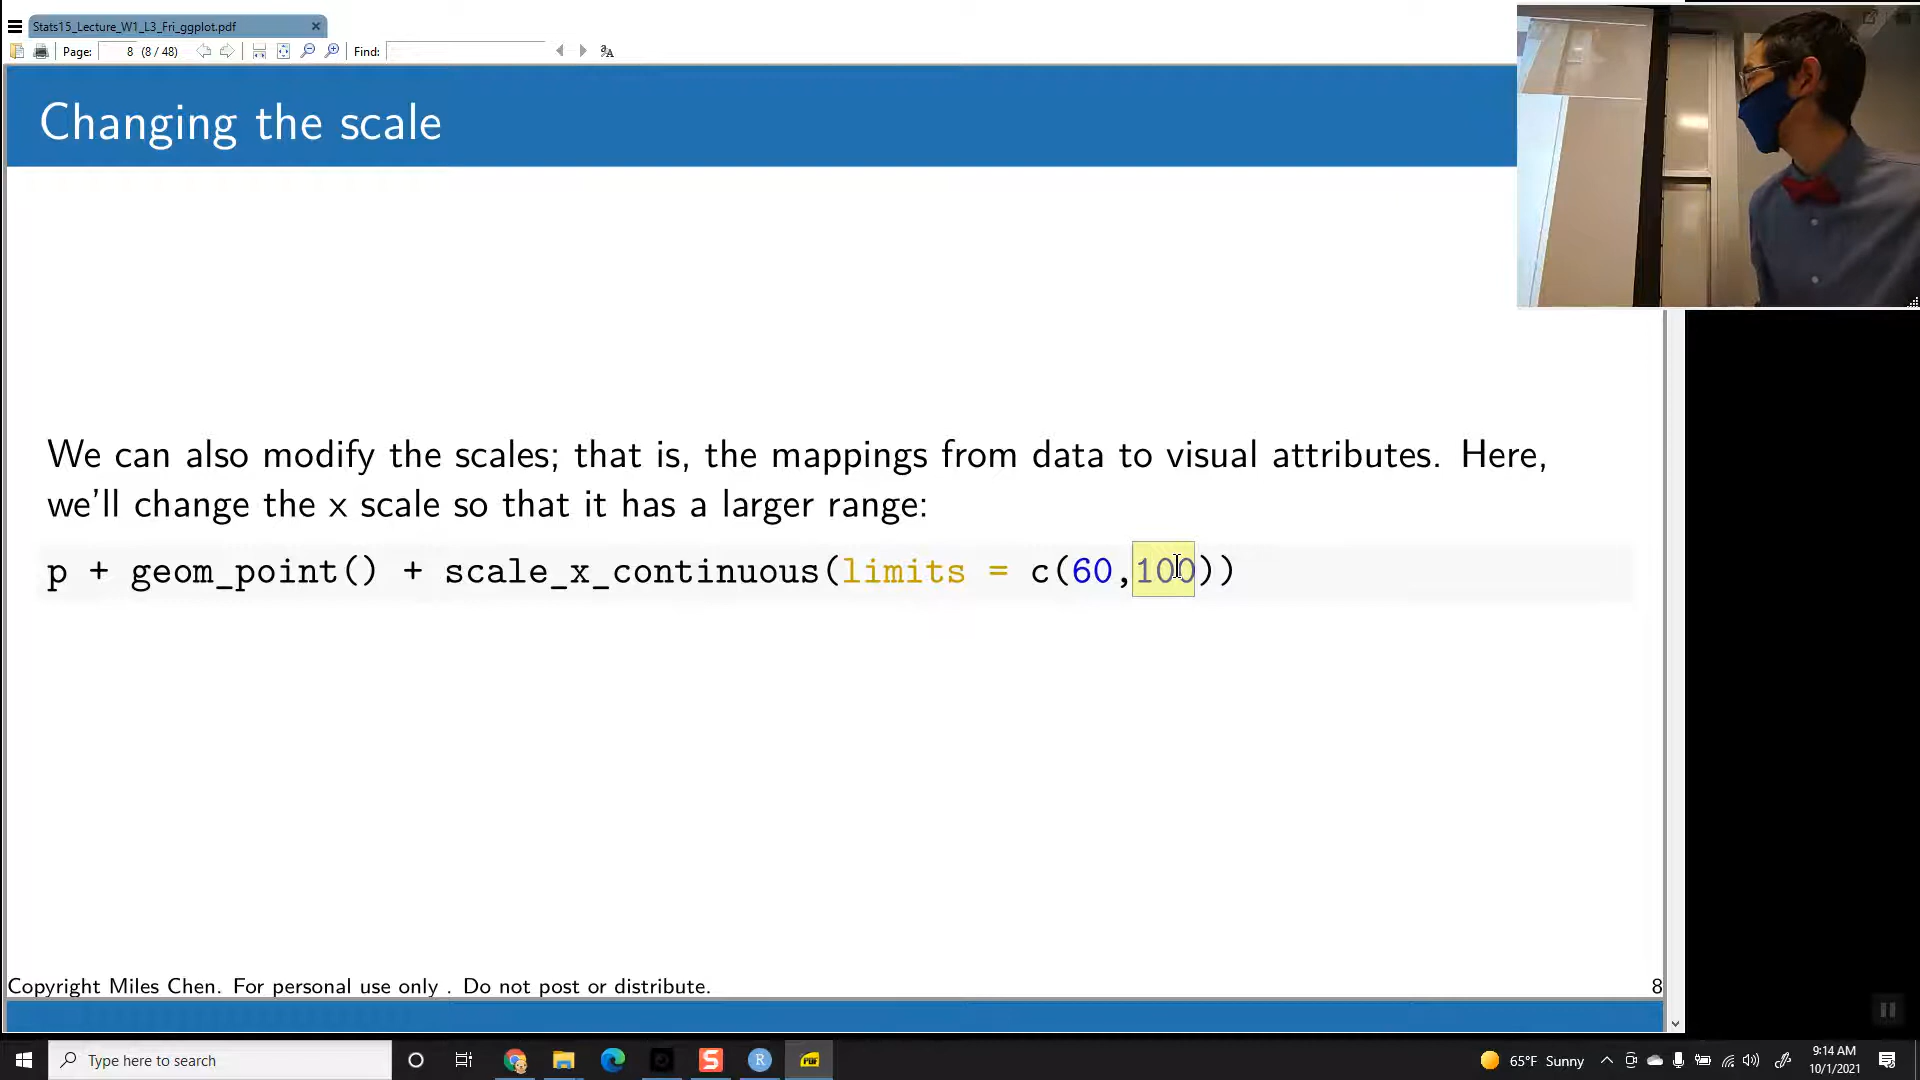 Stats15_Lecture_W1_L3_Fri_ggplot.pdf
Page: 8 (8 / 48) Find:
Changing the scale
We can also modify the scales; that is, the mappings from data to visual attributes. Here,
we'll change the x scale so that it has a larger range:
p + geom_point() + scale_x_continuous(limits = c(60,100))
Copyright Miles Chen. For personal use only . Do not post or distribute.
8
Type here to search
65°F Sunny
9:14 AM
10/1/2021